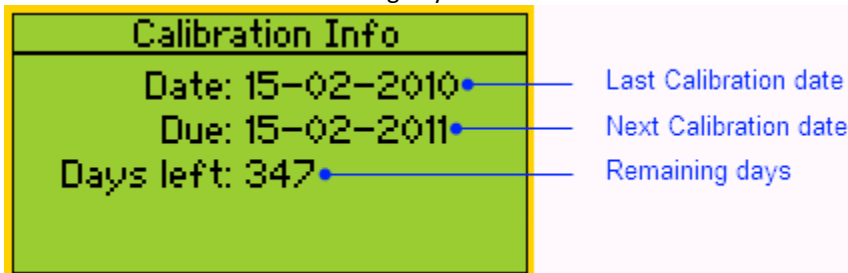 Calibration Info
Date: 15-02-2010 Last Calibration date
Due: 15-02-2011 Next Calibration date
Days left: 347 Remaining days